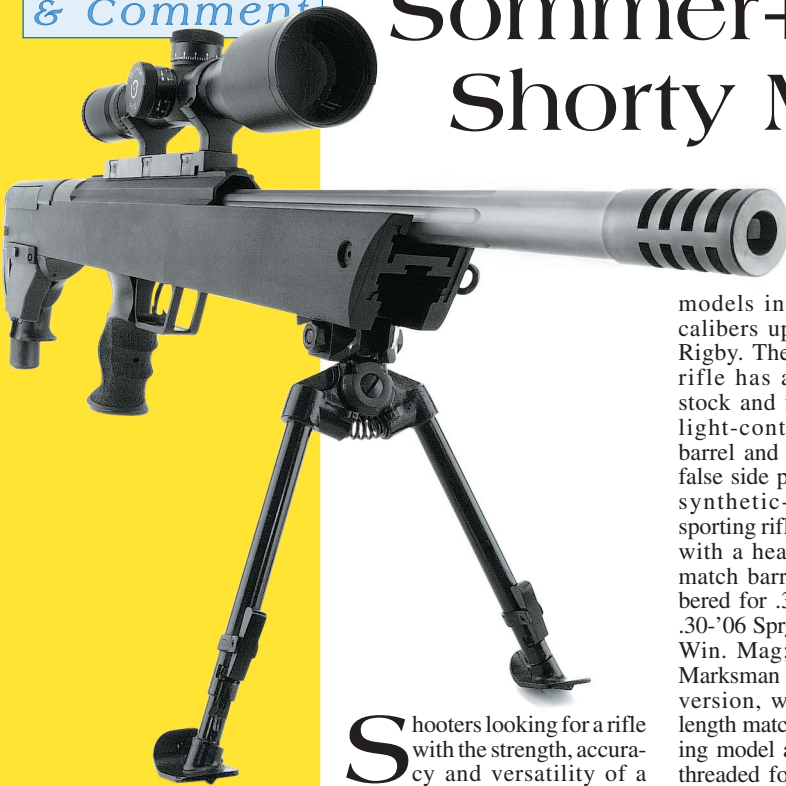 & Comment
Sommer+
Shorty M
Shooters looking for a rifle
with the strength, accura-
cy and versatility of a
models in
calibers up
Rigby. The
rifle has a
stock and
light-cont
barrel and
false side p
synthetic-
sporting rifl
with a hea
match barr
bered for .3
.30-’06 Spr
Win. Mag;
Marksman
version, w
length matc
ing model a
threaded fo